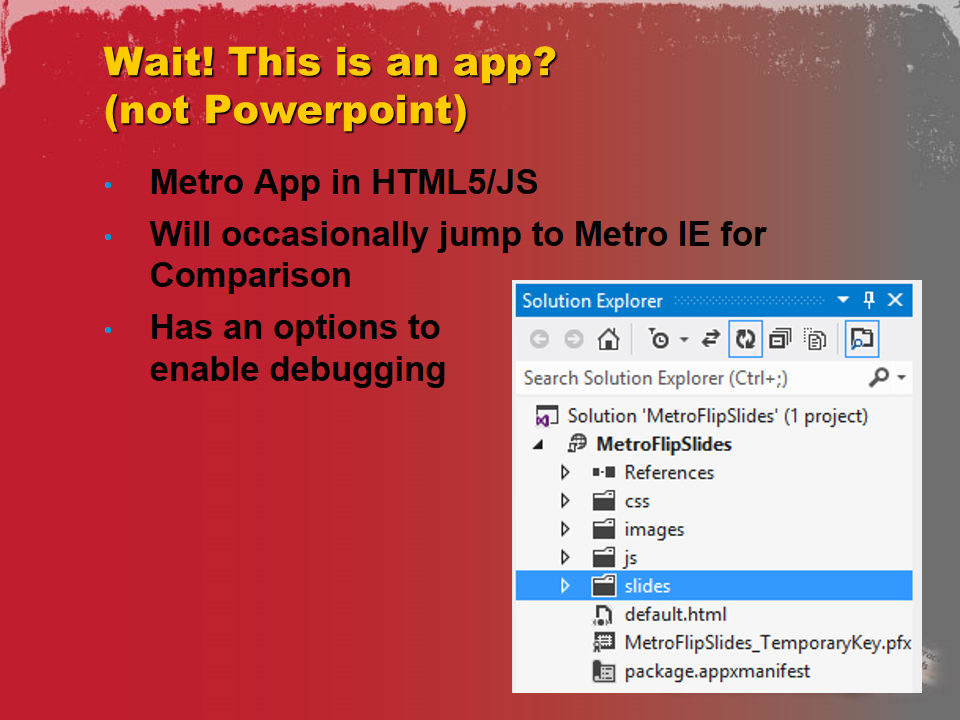 Wait! This is an app?
(not Powerpoint)
• Metro App in HTML5/JS
• Will occasionally jump to Metro IE for
Comparison
• Has an options to
enable debugging
Solution Explorer
Search Solution Explorer (Ctrl+;)
Solution 'MetroFlipSlides' (1 project)
MetroFlipSlides
References
css
images
js
slides
default.html
MetroFlipSlides_TemporaryKey.pfx
package.appxmanifest